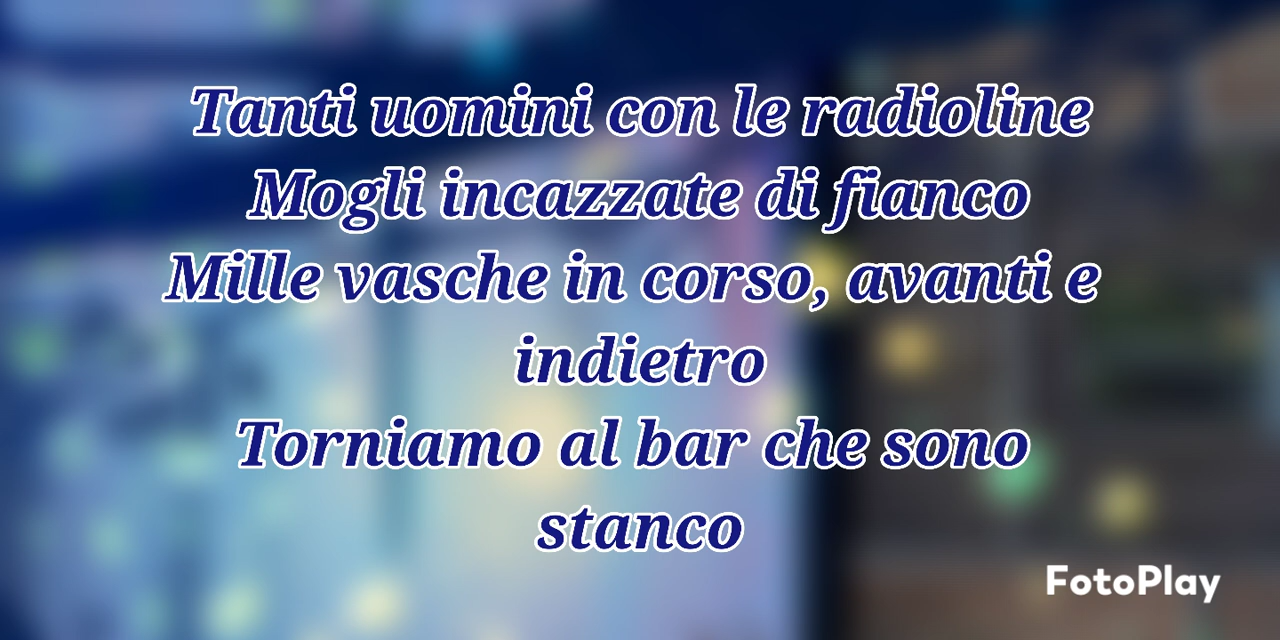 Tanti uomini con le radioline
Mogli incazzate di fianco
Mille vasche in corso, avanti e
indietro
Torniamo al bar che sono
stanco
FotoPlay